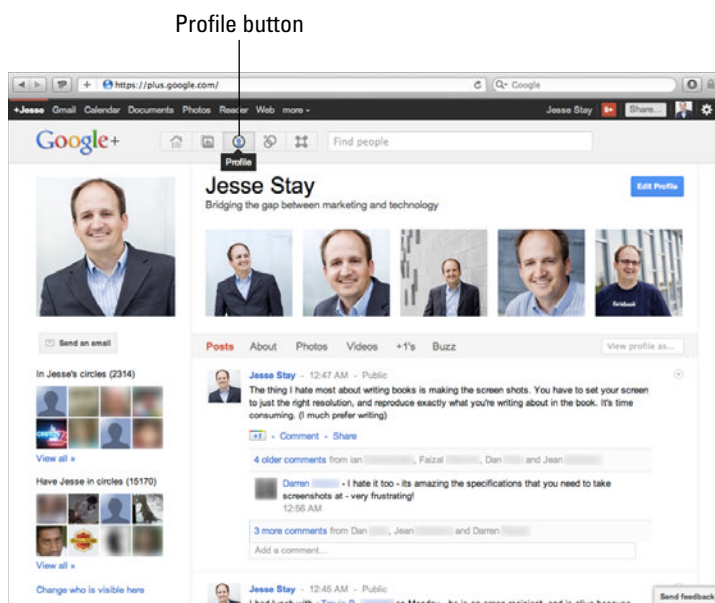 Profile button
https://plus.google.com/
Google
+Jesse Gmail Calendar Documents Photos Reader Web more
Jesse Stay
Share...
Google+
Find people
Profile
Jesse Stay
Edit Profile
Bridging the gap between marketing and technology
Send an email
Posts About Photos Videos +1's Buzz
View profile as...
In Jesse's circles (2314)
View all »
Have Jesse in circles (15170)
View all »
Change who is visible here
Jesse Stay - 12:47 AM - Public
The thing I hate most about writing books is making the screen shots. You have to set your screen
to just the right resolution, and reproduce exactly what you're writing about in the book. It's time
consuming. (I much prefer writing)
+1 - Comment - Share
4 older comments from ian , Faizal , Dan and Jean
Darren - I hate it too - its amazing the specifications that you need to take
screenshots at - very frustrating!
12:56 AM
3 more comments from Dan , Jean and Darren
Add a comment...
Jesse Stay - 12:45 AM - Public
Send feedback